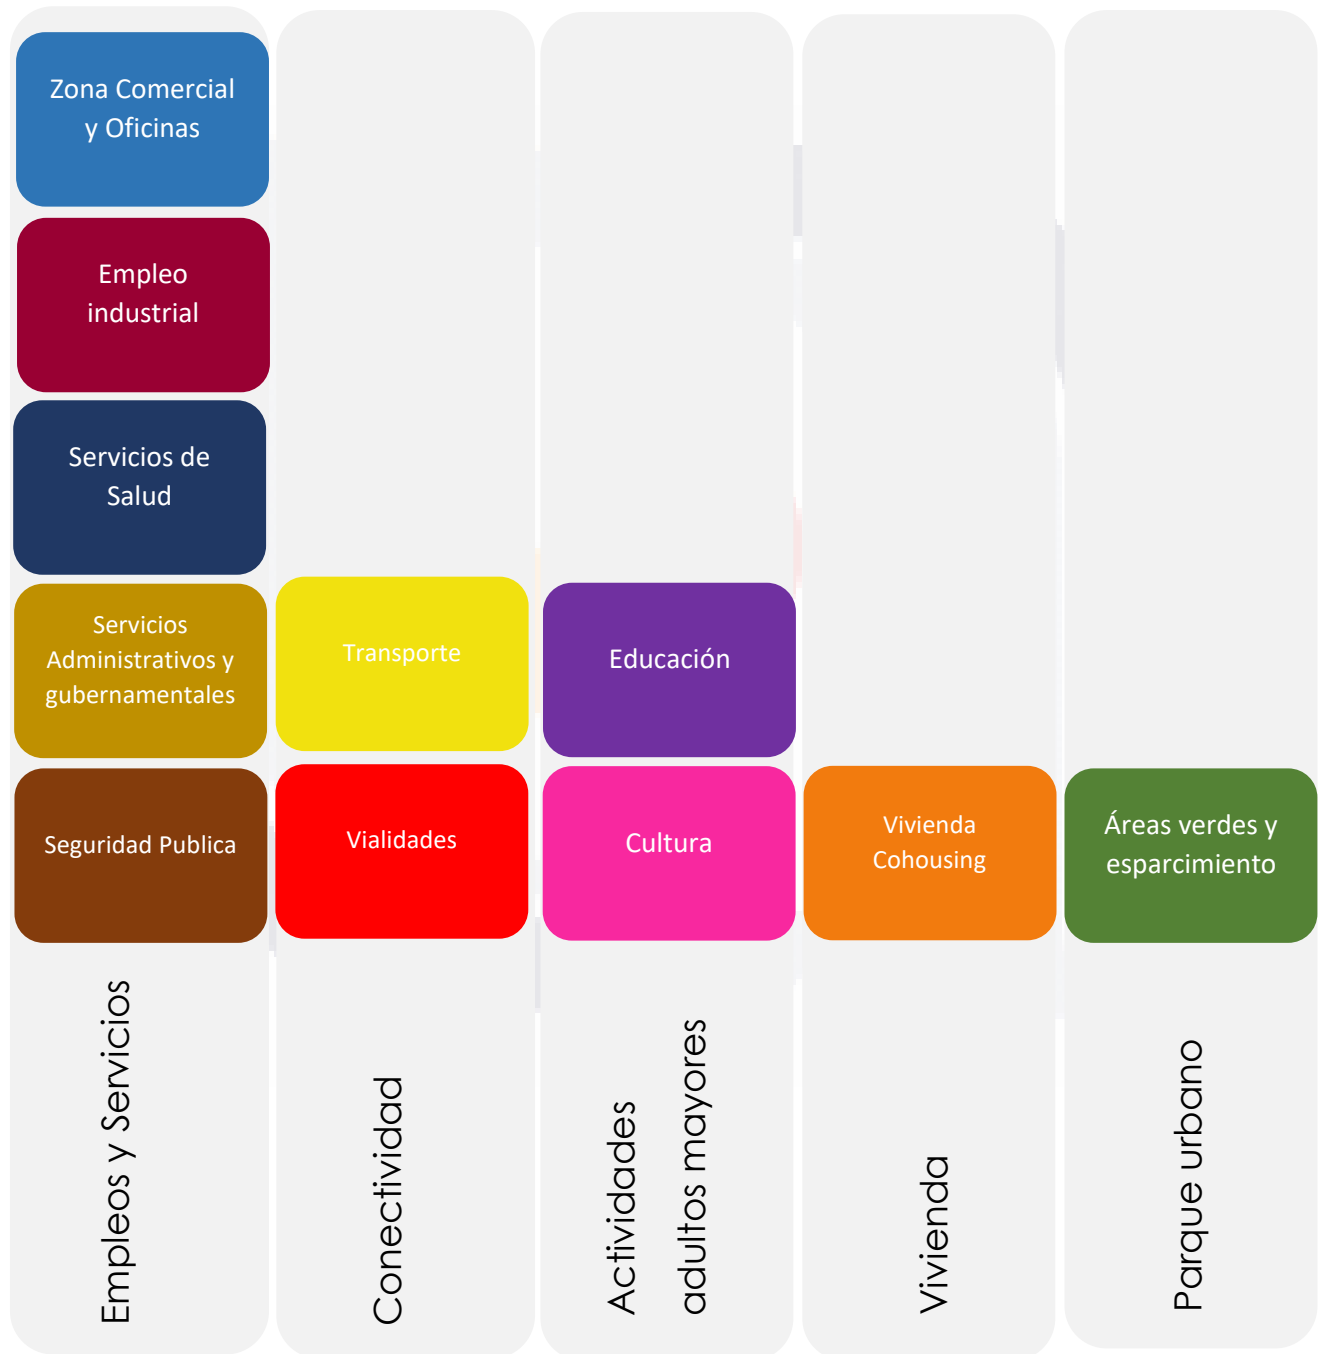 Zona Comercial
y Oficinas
Empleo
industrial
Servicios de
Salud
Servicios
Administrativos y
gubernamentales
Seguridad Publica
Empleos y Servicios
Transporte
Vialidades
Conectividad
Educación
Cultura
Actividades
adultos mayores
Vivienda
Cohousing
Vivienda
Áreas verdes y
esparcimiento
Parque urbano